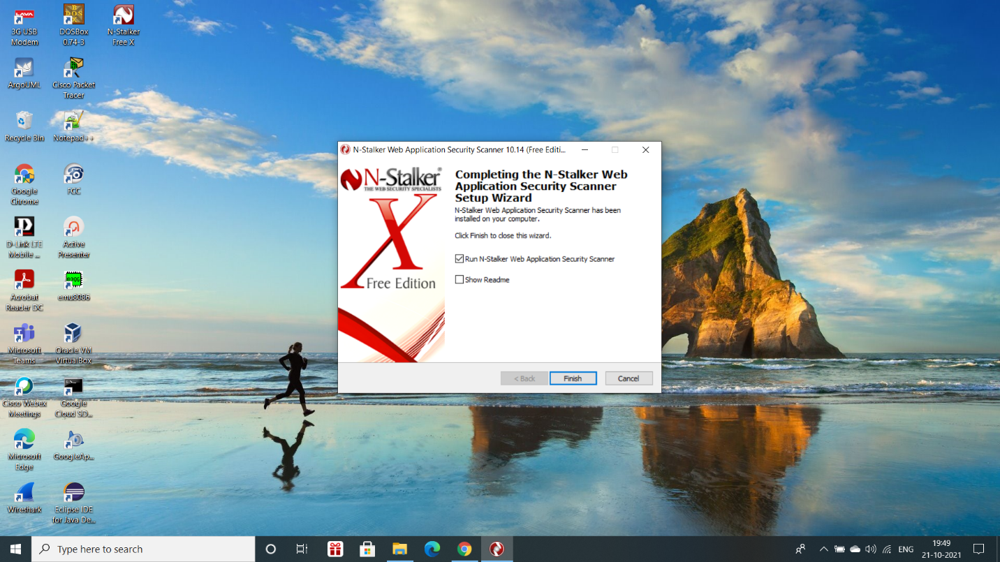 3G USB
Modem
DOSBox
0.74-3
N-Stalker
Free X
ArgoUML
Cisco Packet
Tracer
Recycle Bin
Notepad++
Google
Chrome
FCC
D-Link LTE
Mobile ...
Active
Presenter
Acrobat
Reader DC
emu8086
Microsoft
Teams
Oracle VM
VirtualBox
Cisco Webex
Meetings
Google
Cloud SD...
Microsoft
Edge
GoogleAp...
Wireshark
Eclipse IDE
for Java De...
LAVA
N-Stalker Web Application Security Scanner 10.14 (Free Editi...
N-Stalker®
THE WEB SECURITY SPECIALISTS
X
Free Edition
Completing the N-Stalker Web
Application Security Scanner
Setup Wizard
N-Stalker Web Application Security Scanner has been
installed on your computer.
Click Finish to close this wizard.
Run N-Stalker Web Application Security Scanner
Show Readme
< Back
Finish
Cancel
Type here to search
ENG
19:49
21-10-2021